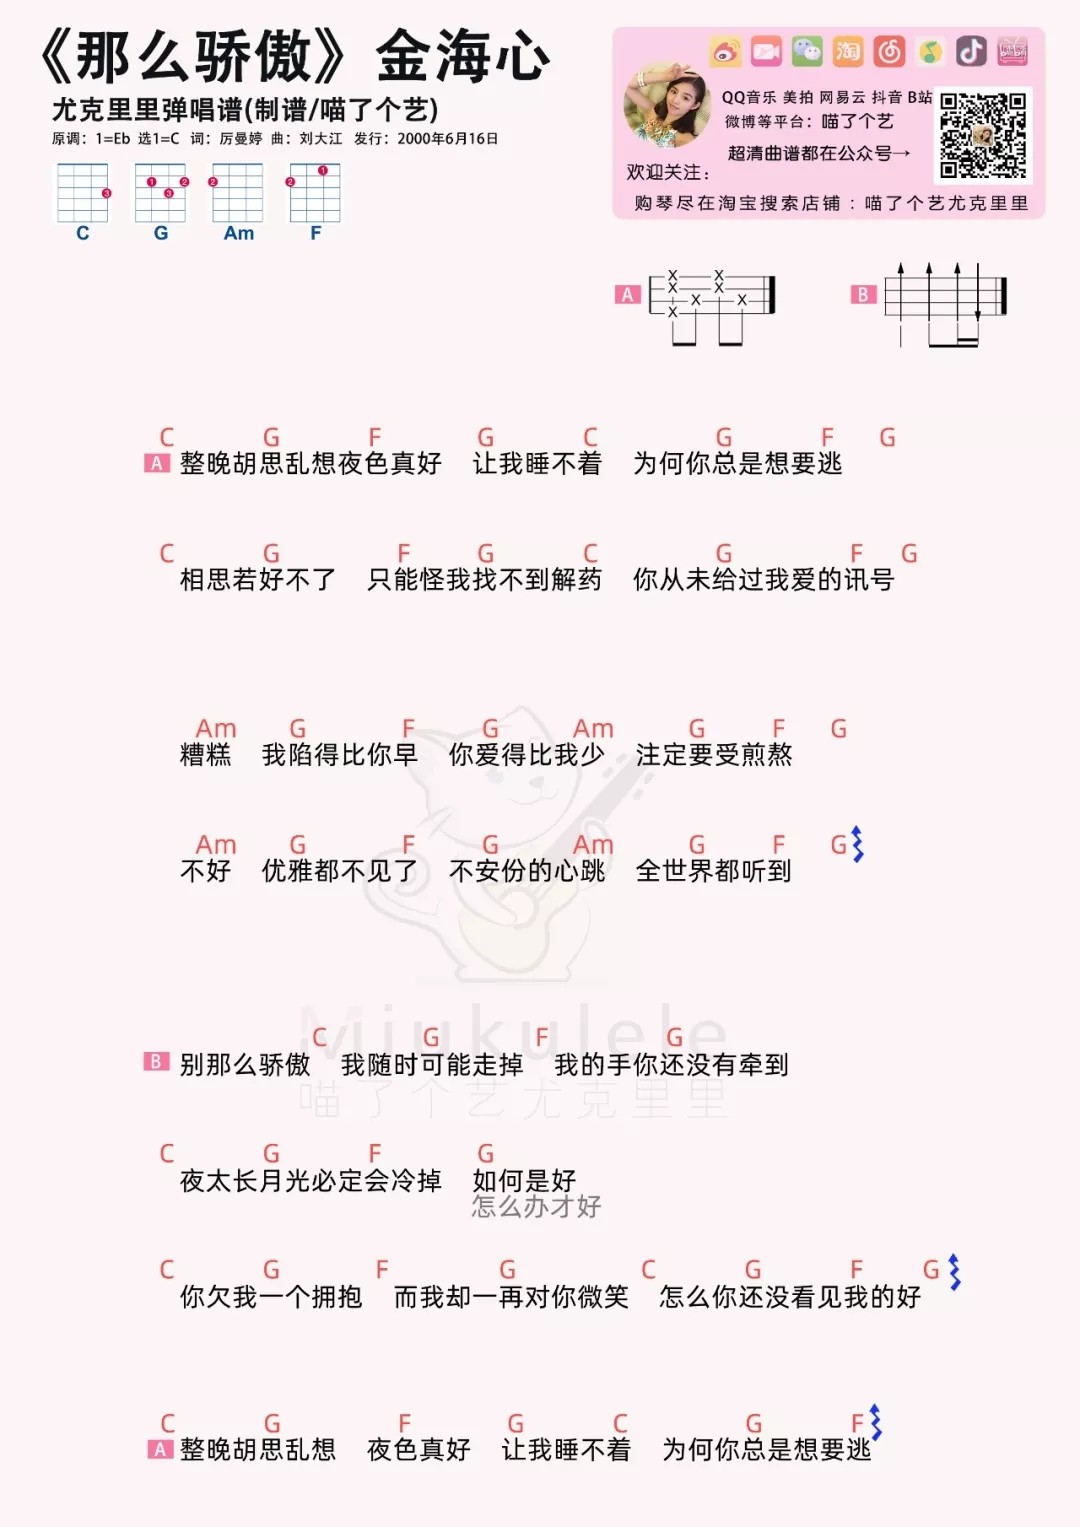 《那么骄傲》金海心
尤克里里弹唱谱(制谱/喵了个艺)
原调：1=Eb 选1=C 词：厉曼婷 曲：刘大江 发行：2000年6月16日
C G Am F
QQ音乐 美拍 网易云 抖音 B站
微博等平台：喵了个艺
超清曲谱都在公众号→
欢迎关注：
购琴尽在淘宝搜索店铺：喵了个艺尤克里里
A B
C G F G C G F G
A 整晚胡思乱想夜色真好 让我睡不着 为何你总是想要逃
C G F G C G F G
相思若好不了 只能怪我找不到解药 你从未给过我爱的讯号
Am G F G Am G F G
糟糕 我陷得比你早 你爱得比我少 注定要受煎熬
Am G F G Am G F G
不好 优雅都不见了 不安份的心跳 全世界都听到
Miukulele
喵了个艺尤克里里
C G F G
B 别那么骄傲 我随时可能走掉 我的手你还没有牵到
C G F G
夜太长月光必定会冷掉 如何是好
怎么办才好
C G F G C G F G
你欠我一个拥抱 而我却一再对你微笑 怎么你还没看见我的好
C G F G C G F
A 整晚胡思乱想 夜色真好 让我睡不着 为何你总是想要逃